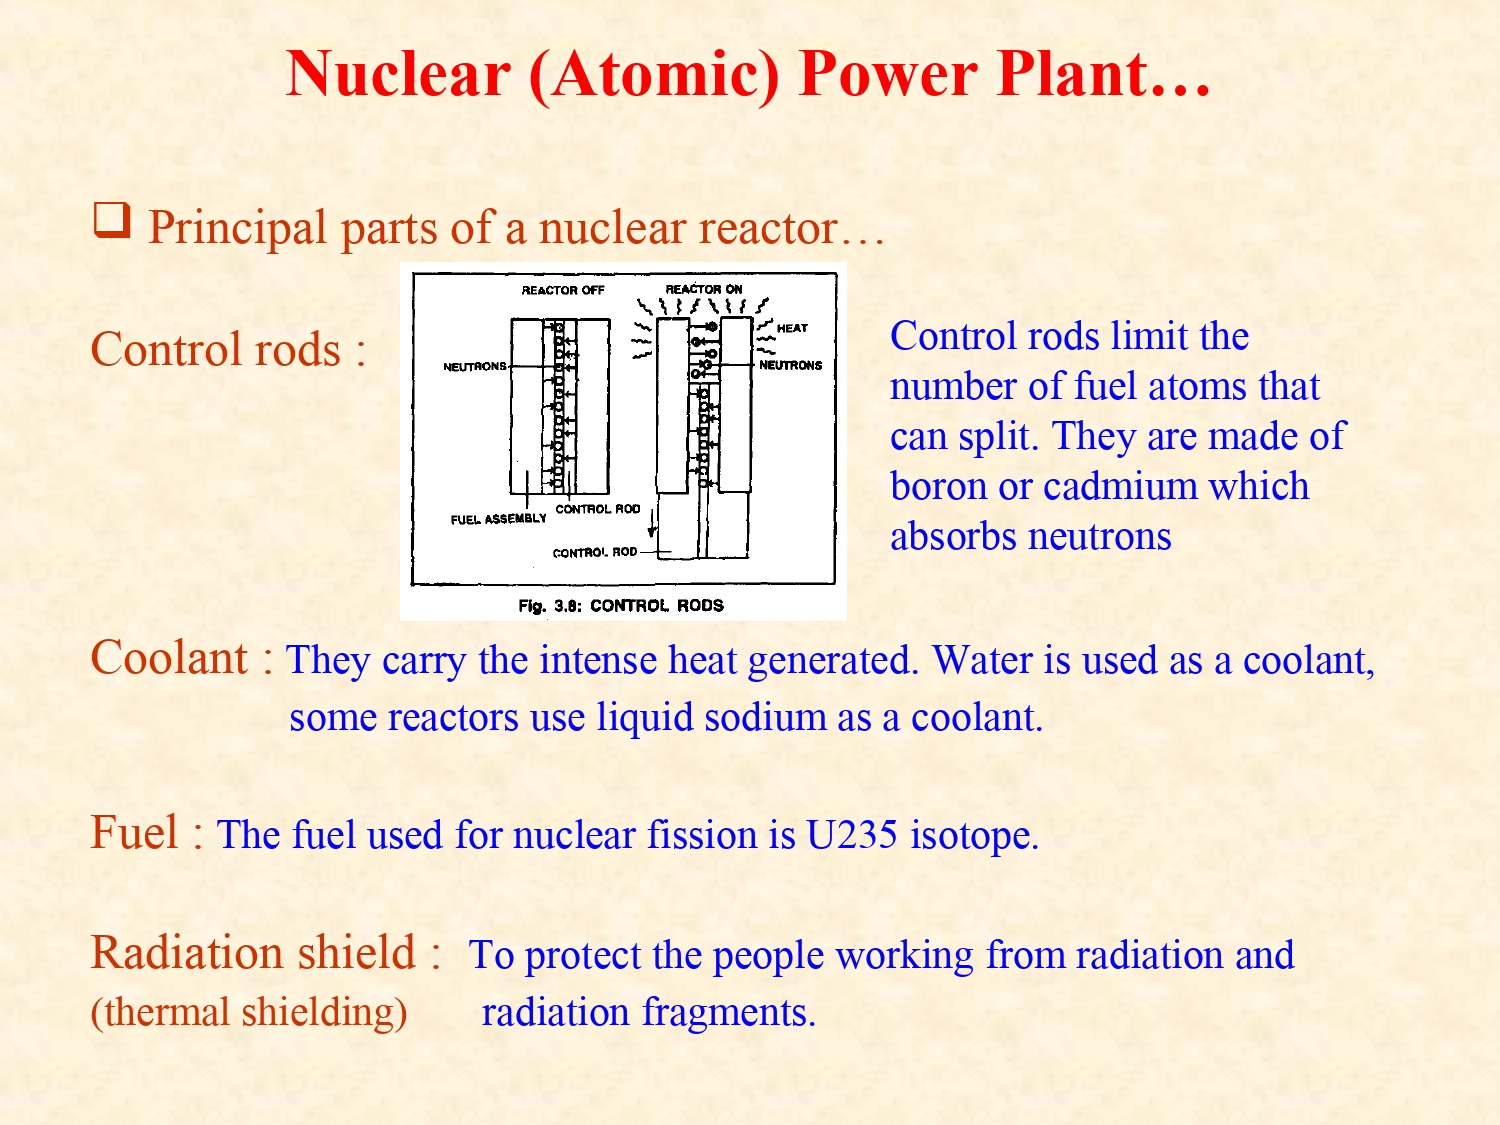 Nuclear (Atomic) Power Plant…
Principal parts of a nuclear reactor…
Control rods :
REACTOR OFF
REACTOR ON
HEAT
NEUTRONS
NEUTRONS
FUEL ASSEMBLY
CONTROL ROD
CONTROL ROD
Fig. 3.8: CONTROL RODS
Control rods limit the
number of fuel atoms that
can split. They are made of
boron or cadmium which
absorbs neutrons
Coolant : They carry the intense heat generated. Water is used as a coolant,
some reactors use liquid sodium as a coolant.
Fuel : The fuel used for nuclear fission is U235 isotope.
Radiation shield : To protect the people working from radiation and
(thermal shielding) radiation fragments.